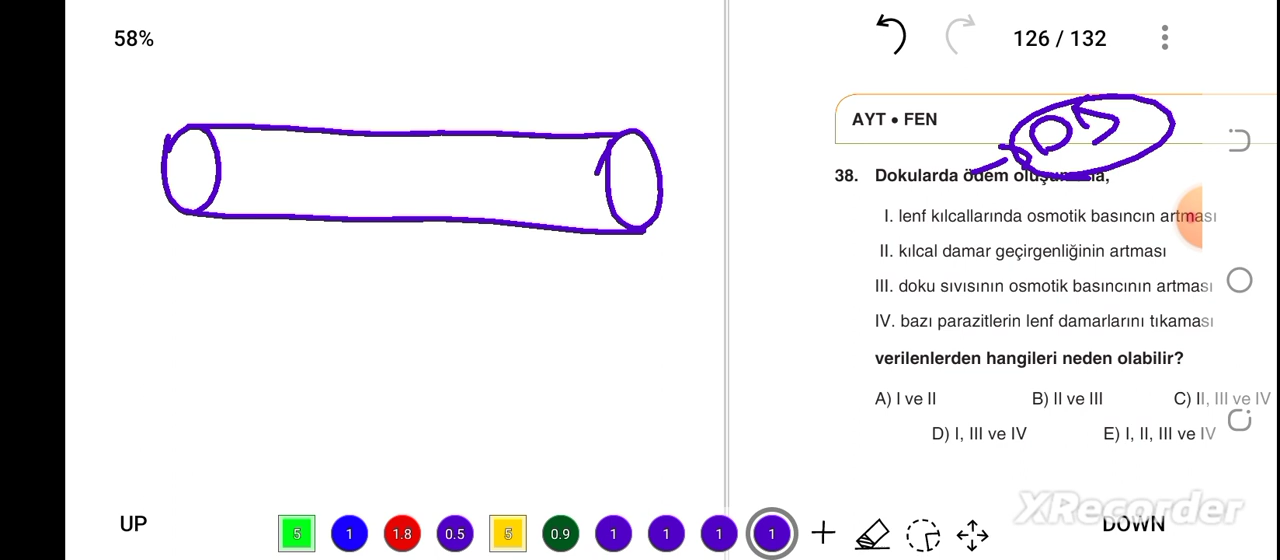 58%
126 / 132
AYT • FEN
38. Dokularda ödem oluşumunda,
I. lenf kılcallarında osmotik basıncın artması
II. kılcal damar geçirgenliğinin artması
III. doku sıvısının osmotik basıncının artması
IV. bazı parazitlerin lenf damarlarını tıkaması
verilenlerden hangileri neden olabilir?
A) I ve II B) II ve III C) II, III ve IV
D) I, III ve IV E) I, II, III ve IV
XRecorder
UP 5 1 1.8 0.5 5 0.9 1 1 1 1 DOWN